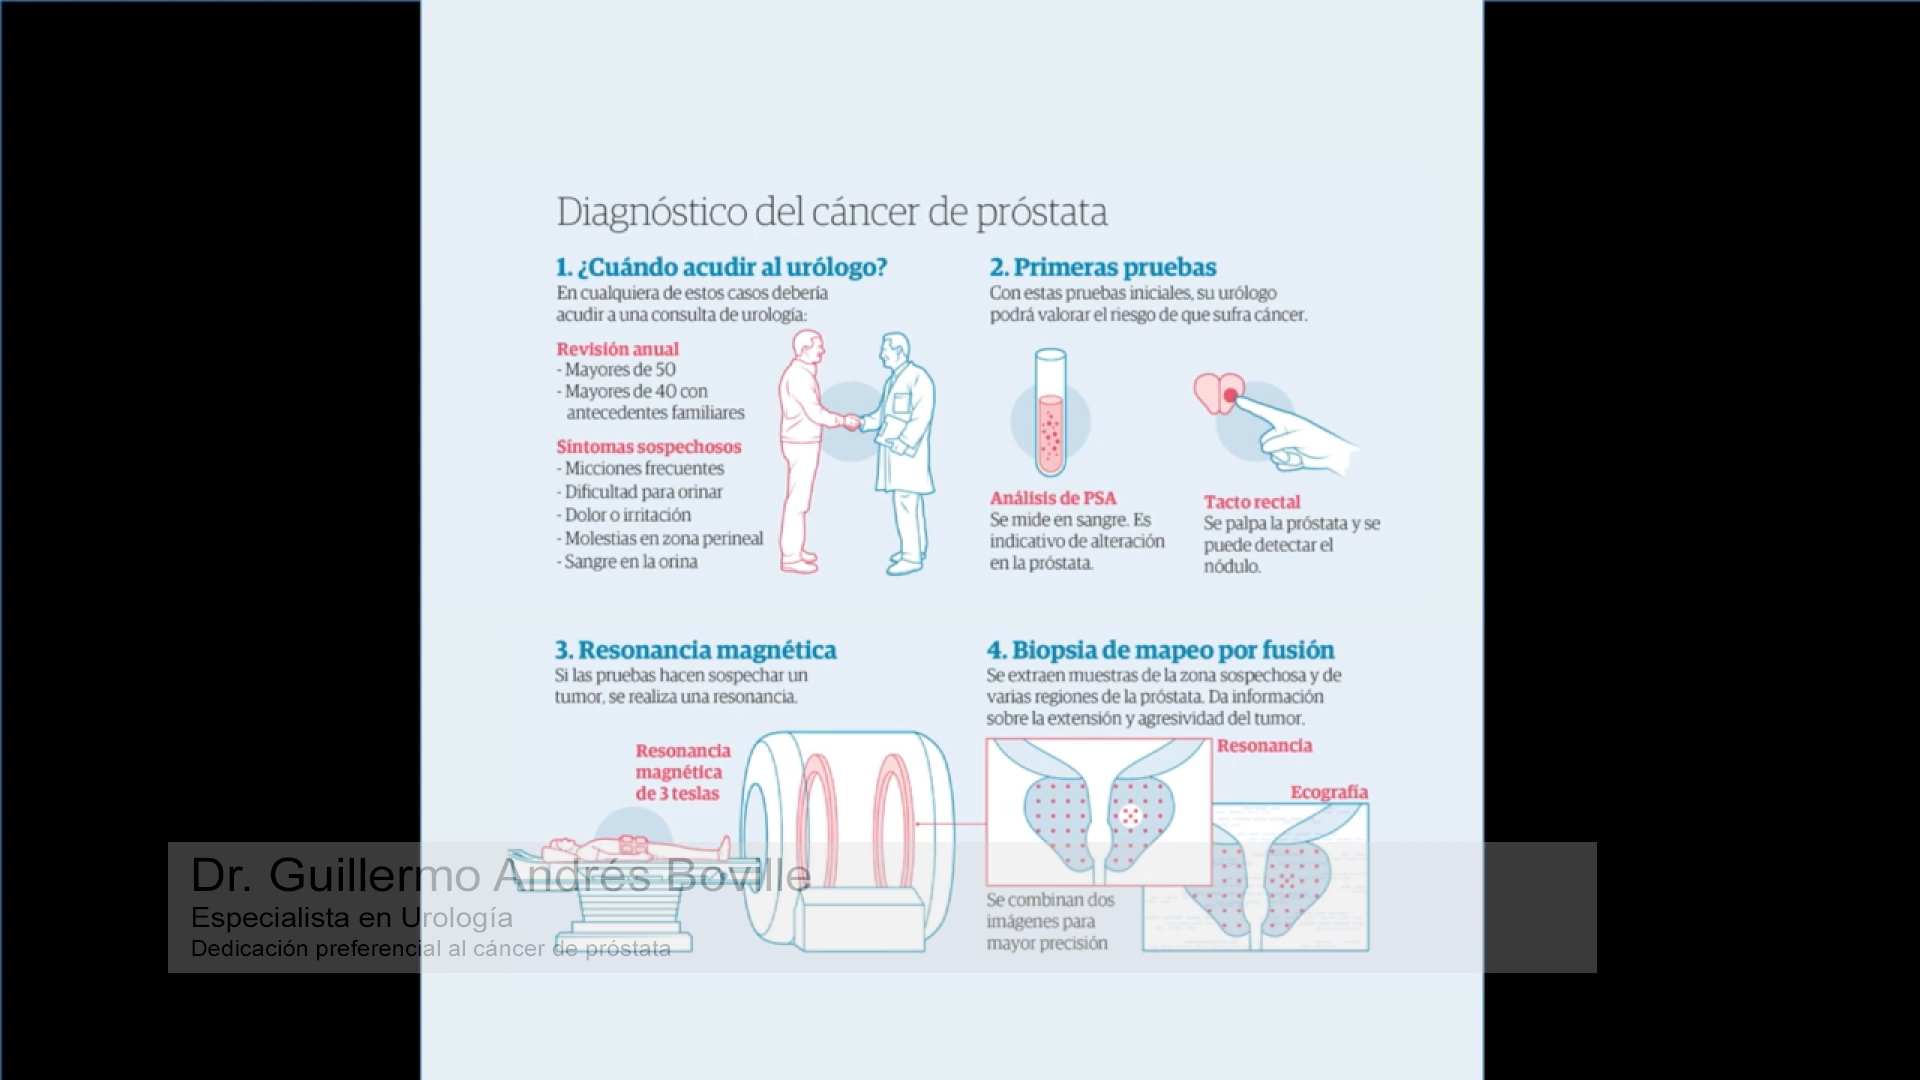 Diagnóstico del cáncer de próstata
1. ¿Cuándo acudir al urólogo?
En cualquiera de estos casos debería
acudir a una consulta de urología:
Revisión anual
- Mayores de 50
- Mayores de 40 con
antecedentes familiares
Síntomas sospechosos
- Micciones frecuentes
- Dificultad para orinar
- Dolor o irritación
- Molestias en zona perineal
- Sangre en la orina
2. Primeras pruebas
Con estas pruebas iniciales, su urólogo
podrá valorar el riesgo de que sufra cáncer.
Análisis de PSA
Se mide en sangre. Es
indicativo de alteración
en la próstata.
Tacto rectal
Se palpa la próstata y se
puede detectar el
nódulo.
3. Resonancia magnética
Si las pruebas hacen sospechar un
tumor, se realiza una resonancia.
Resonancia
magnética
de 3 teslas
4. Biopsia de mapeo por fusión
Se extraen muestras de la zona sospechosa y de
varias regiones de la próstata. Da información
sobre la extensión y agresividad del tumor.
Resonancia
Ecografía
Se combinan dos
imágenes para
mayor precisión
Dr. Guillermo Andrés Boville
Especialista en Urología
Dedicación preferencial al cáncer de próstata